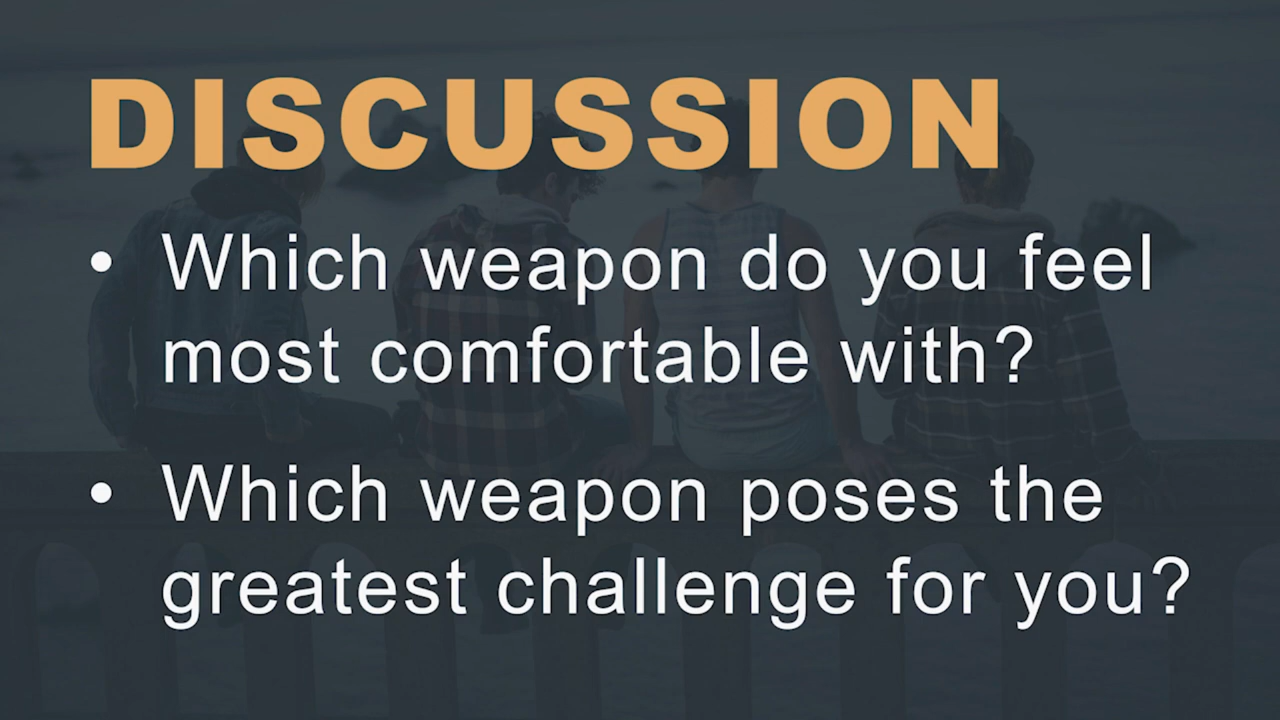 DISCUSSION
• Which weapon do you feel
most comfortable with?
• Which weapon poses the
greatest challenge for you?